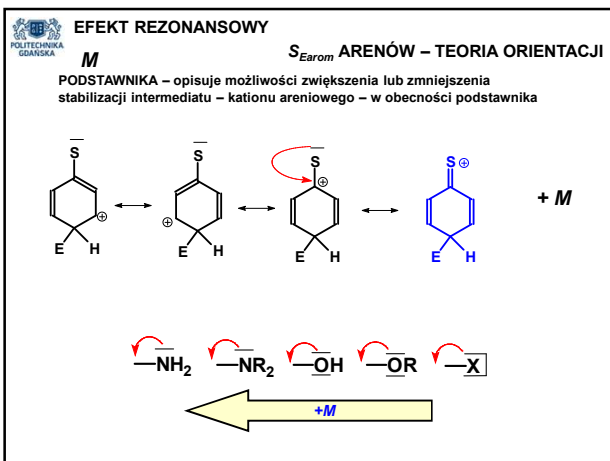 POLITECHNIKA
GDAŃSKA
EFEKT REZONANSOWY
M
S_Earom ARENÓW – TEORIA ORIENTACJI
PODSTAWNIKA – opisuje możliwości zwiększenia lub zmniejszenia
stabilizacji intermediatu – kationu areniowego – w obecności podstawnika
S S S S ⊕
⊕ ⊕ ⊕ + M
E H E H E H E H
NH2 NR2 OH OR X
+M